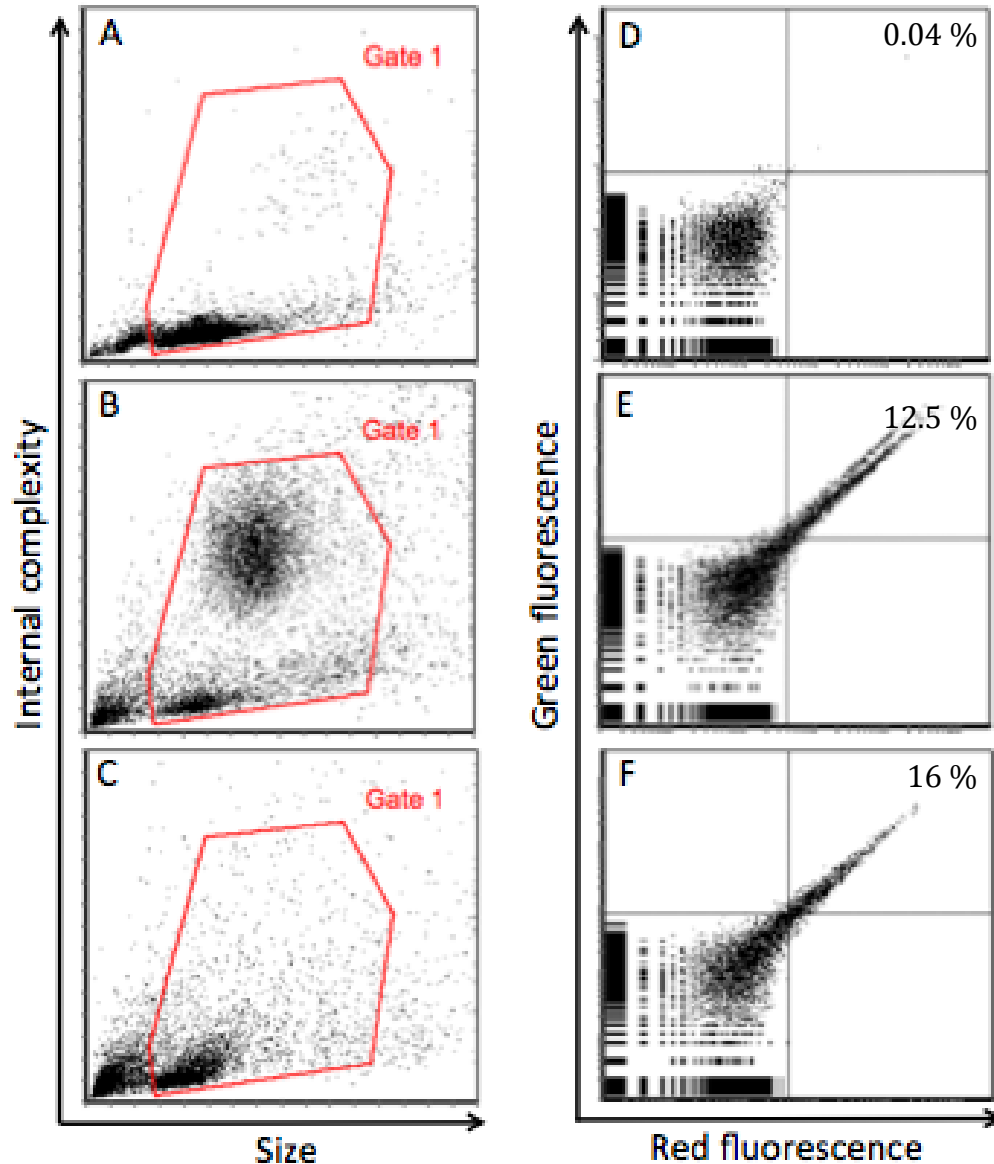 A
Gate 1
D
0.04 %
B
Gate 1
E
12.5 %
C
Gate 1
F
16 %
Internal complexity
Green fluorescence
Size
Red fluorescence